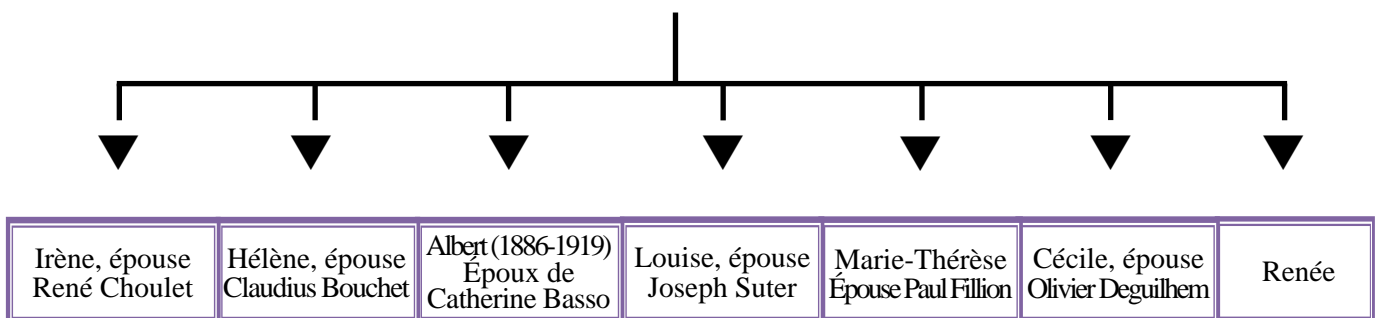 Irène, épouse
René Choulet
Hélène, épouse
Claudius Bouchet
Albert (1886-1919)
Époux de
Catherine Basso
Louise, épouse
Joseph Suter
Marie-Thérèse
Épouse Paul Fillion
Cécile, épouse
Olivier Deguilhem
Renée